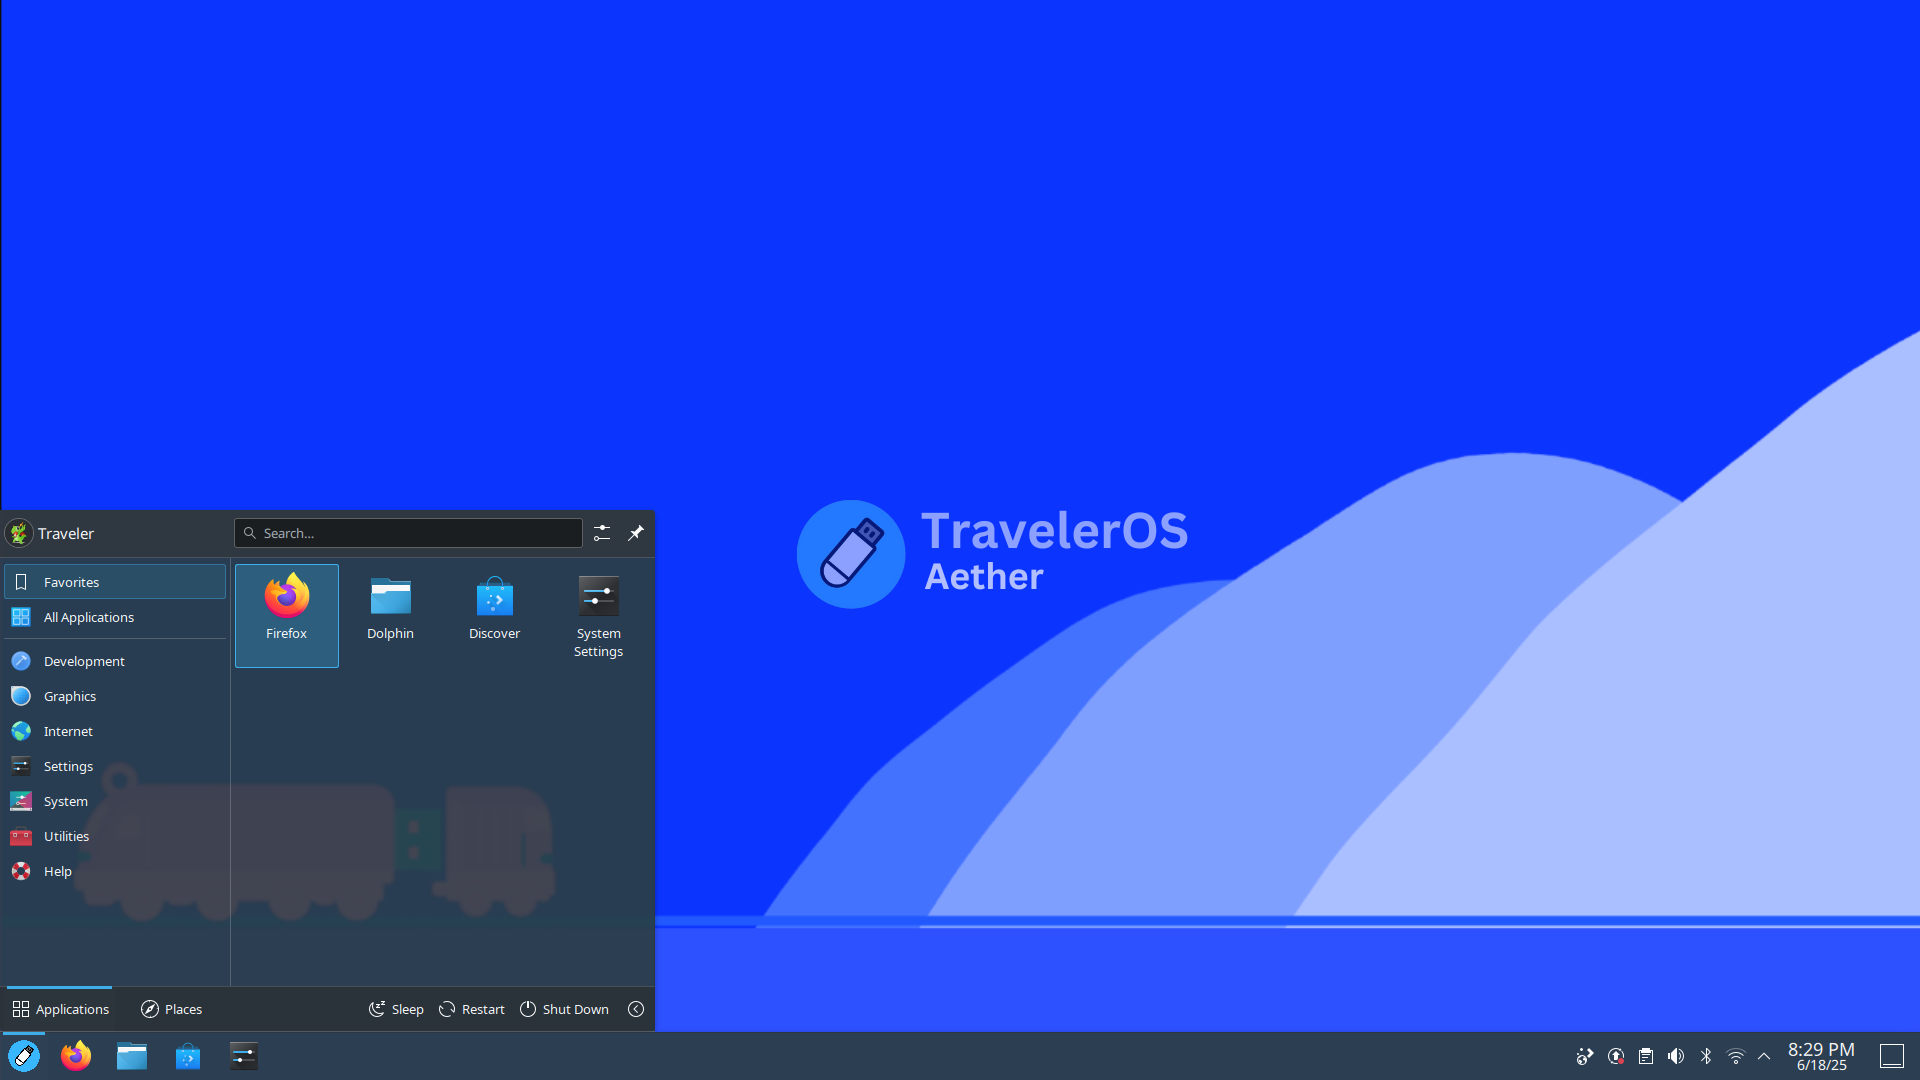 TravelerOS
Aether
Traveler
Search...
Favorites
All Applications
Development
Graphics
Internet
Settings
System
Utilities
Help
Firefox
Dolphin
Discover
System
Settings
Applications
Places
Sleep
Restart
Shut Down
8:29 PM
6/18/25